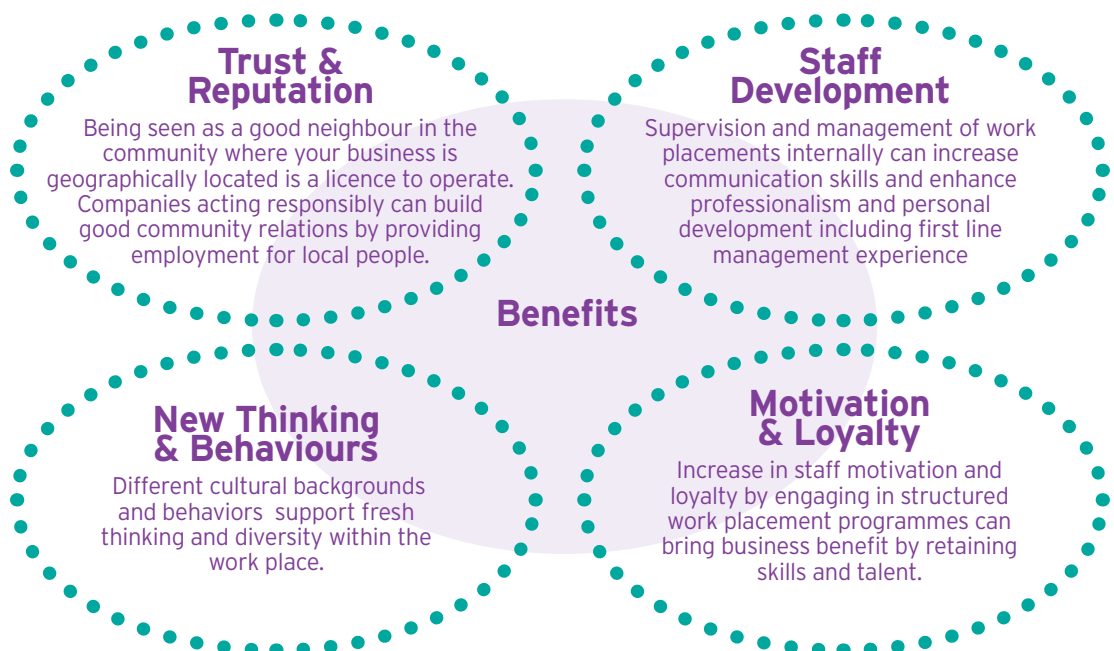 Trust &
Reputation
Being seen as a good neighbour in the
community where your business is
geographically located is a licence to operate.
Companies acting responsibly can build
good community relations by providing
employment for local people.
Staff
Development
Supervision and management of work
placements internally can increase
communication skills and enhance
professionalism and personal
development including first line
management experience
Benefits
New Thinking
& Behaviours
Different cultural backgrounds
and behaviors  support fresh
thinking and diversity within the
work place.
Motivation
& Loyalty
Increase in staff motivation and
loyalty by engaging in structured
work placement programmes can
bring business benefit by retaining
skills and talent.